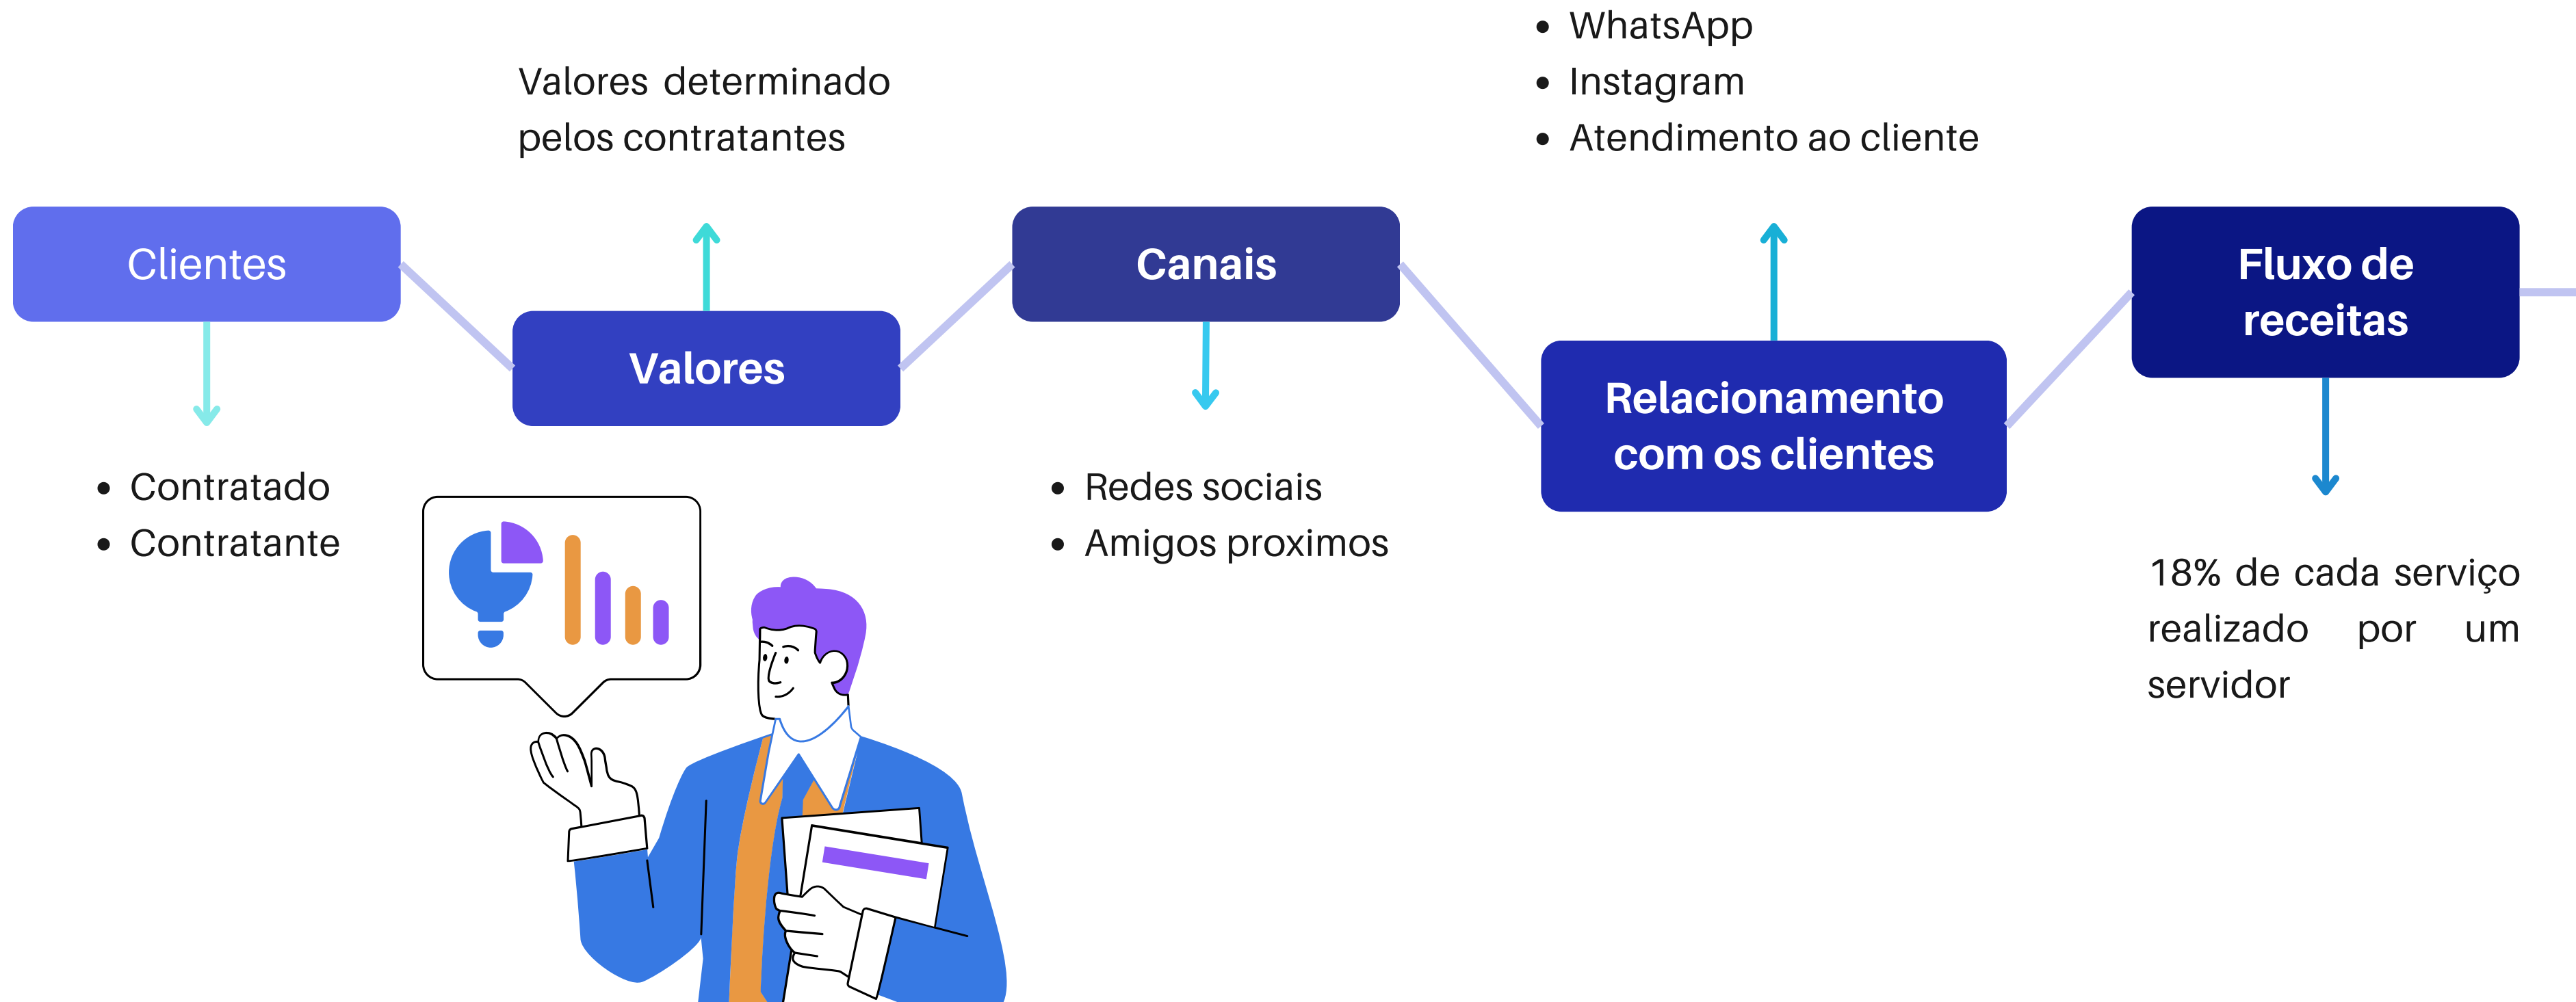 Clientes
• Contratado
• Contratante
Valores determinado
pelos contratantes
Valores
Canais
• Redes sociais
• Amigos proximos
• WhatsApp
• Instagram
• Atendimento ao cliente
Relacionamento
com os clientes
Fluxo de
receitas
18% de cada serviço
realizado por um
servidor